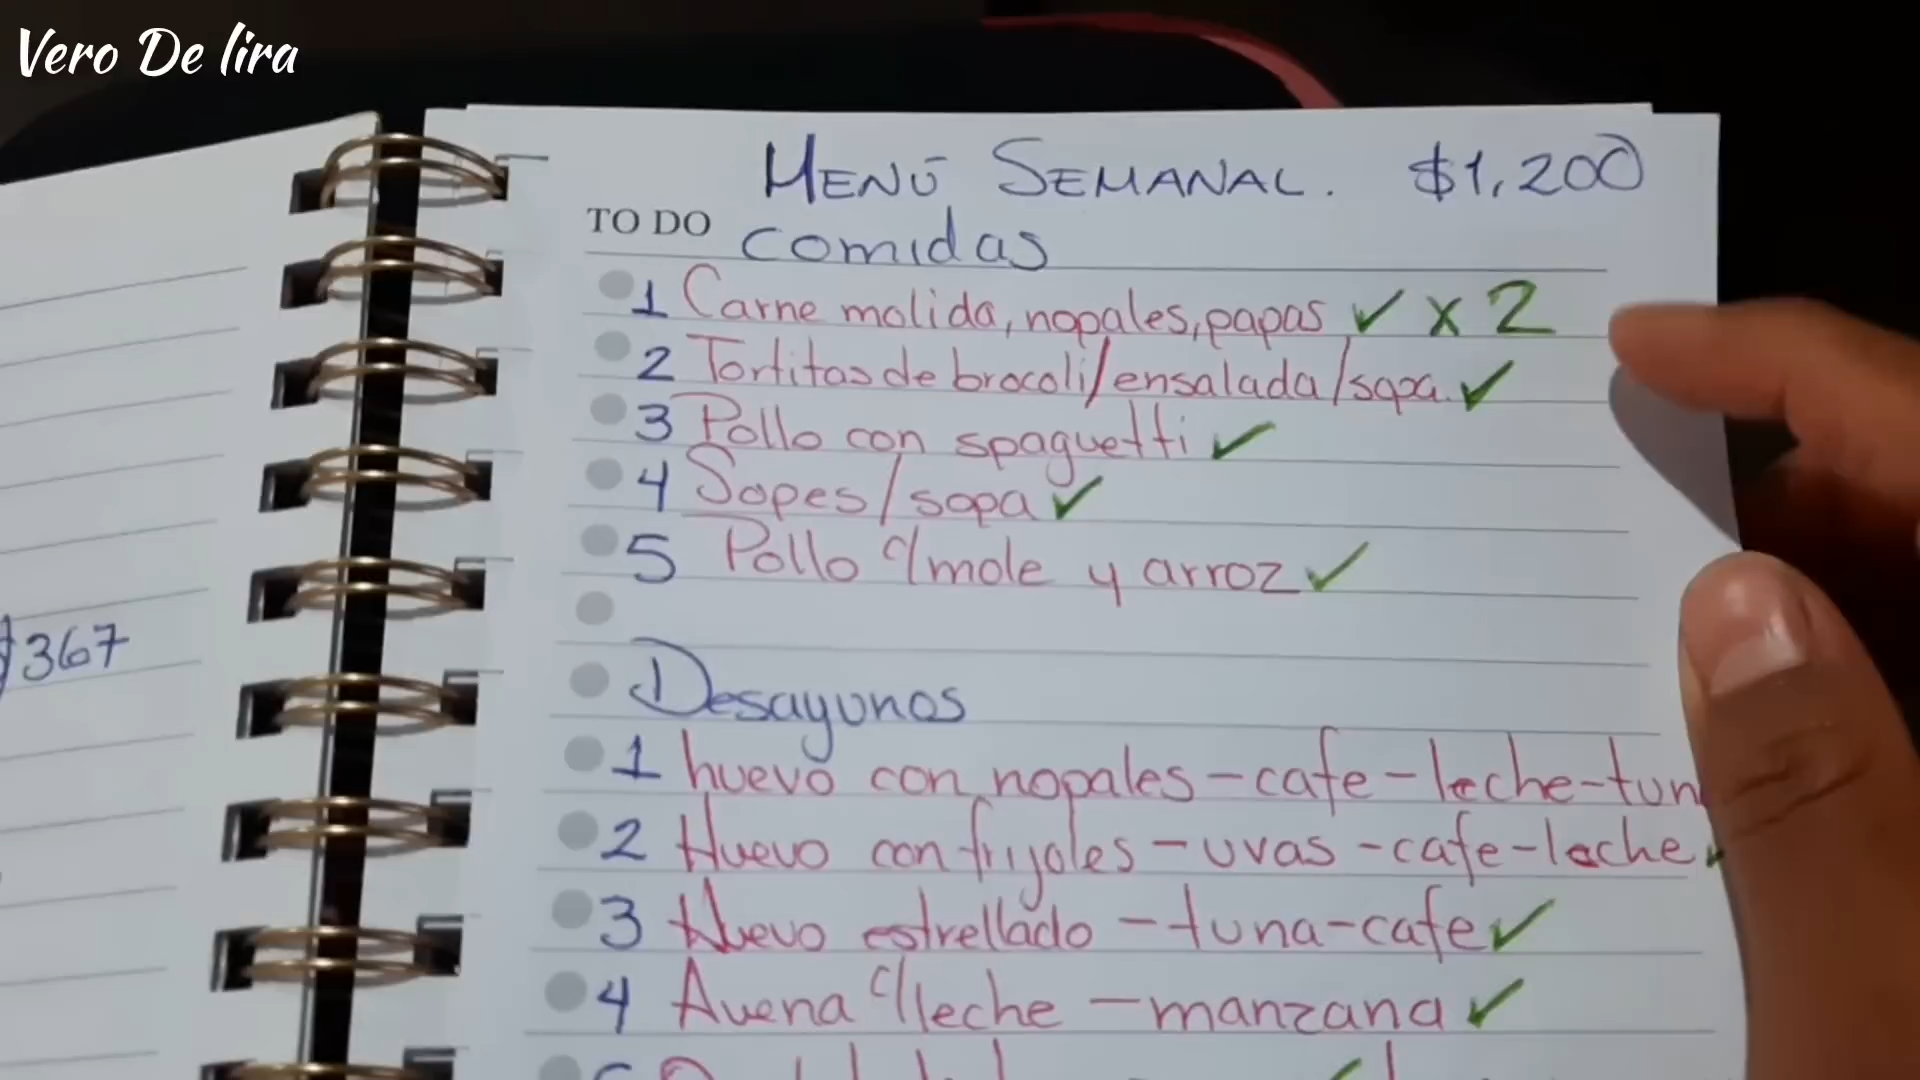 Vero De lira
MENÚ SEMANAL. $1,200
TO DO comidas
1 Carne molida, nopales, papas ✓ x 2
2 Tortitas de brocoli/ensalada/sopa. ✓
3 Pollo con spaguetti ✓
4 Sopes/sopa ✓
5 Pollo c/mole y arroz ✓
$367
Desayunos
1 huevo con nopales - cafe - leche - tun
2 Huevo con frijoles - uvas - cafe - leche ✓
3 Huevo estrellado - tuna - cafe ✓
4 Avena c/leche - manzana ✓